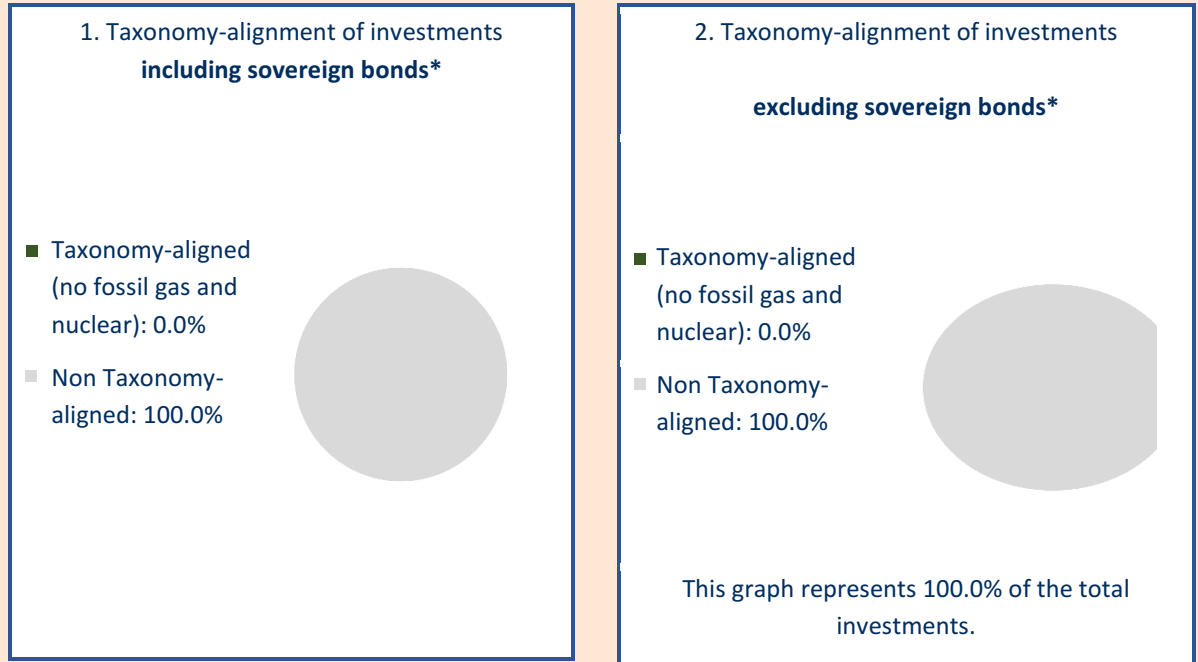 1. Taxonomy-alignment of investments
including sovereign bonds*
Taxonomy-aligned
(no fossil gas and
nuclear): 0.0%
Non Taxonomy-
aligned: 100.0%
2. Taxonomy-alignment of investments
excluding sovereign bonds*
Taxonomy-aligned
(no fossil gas and
nuclear): 0.0%
Non Taxonomy-
aligned: 100.0%
This graph represents 100.0% of the total
investments.